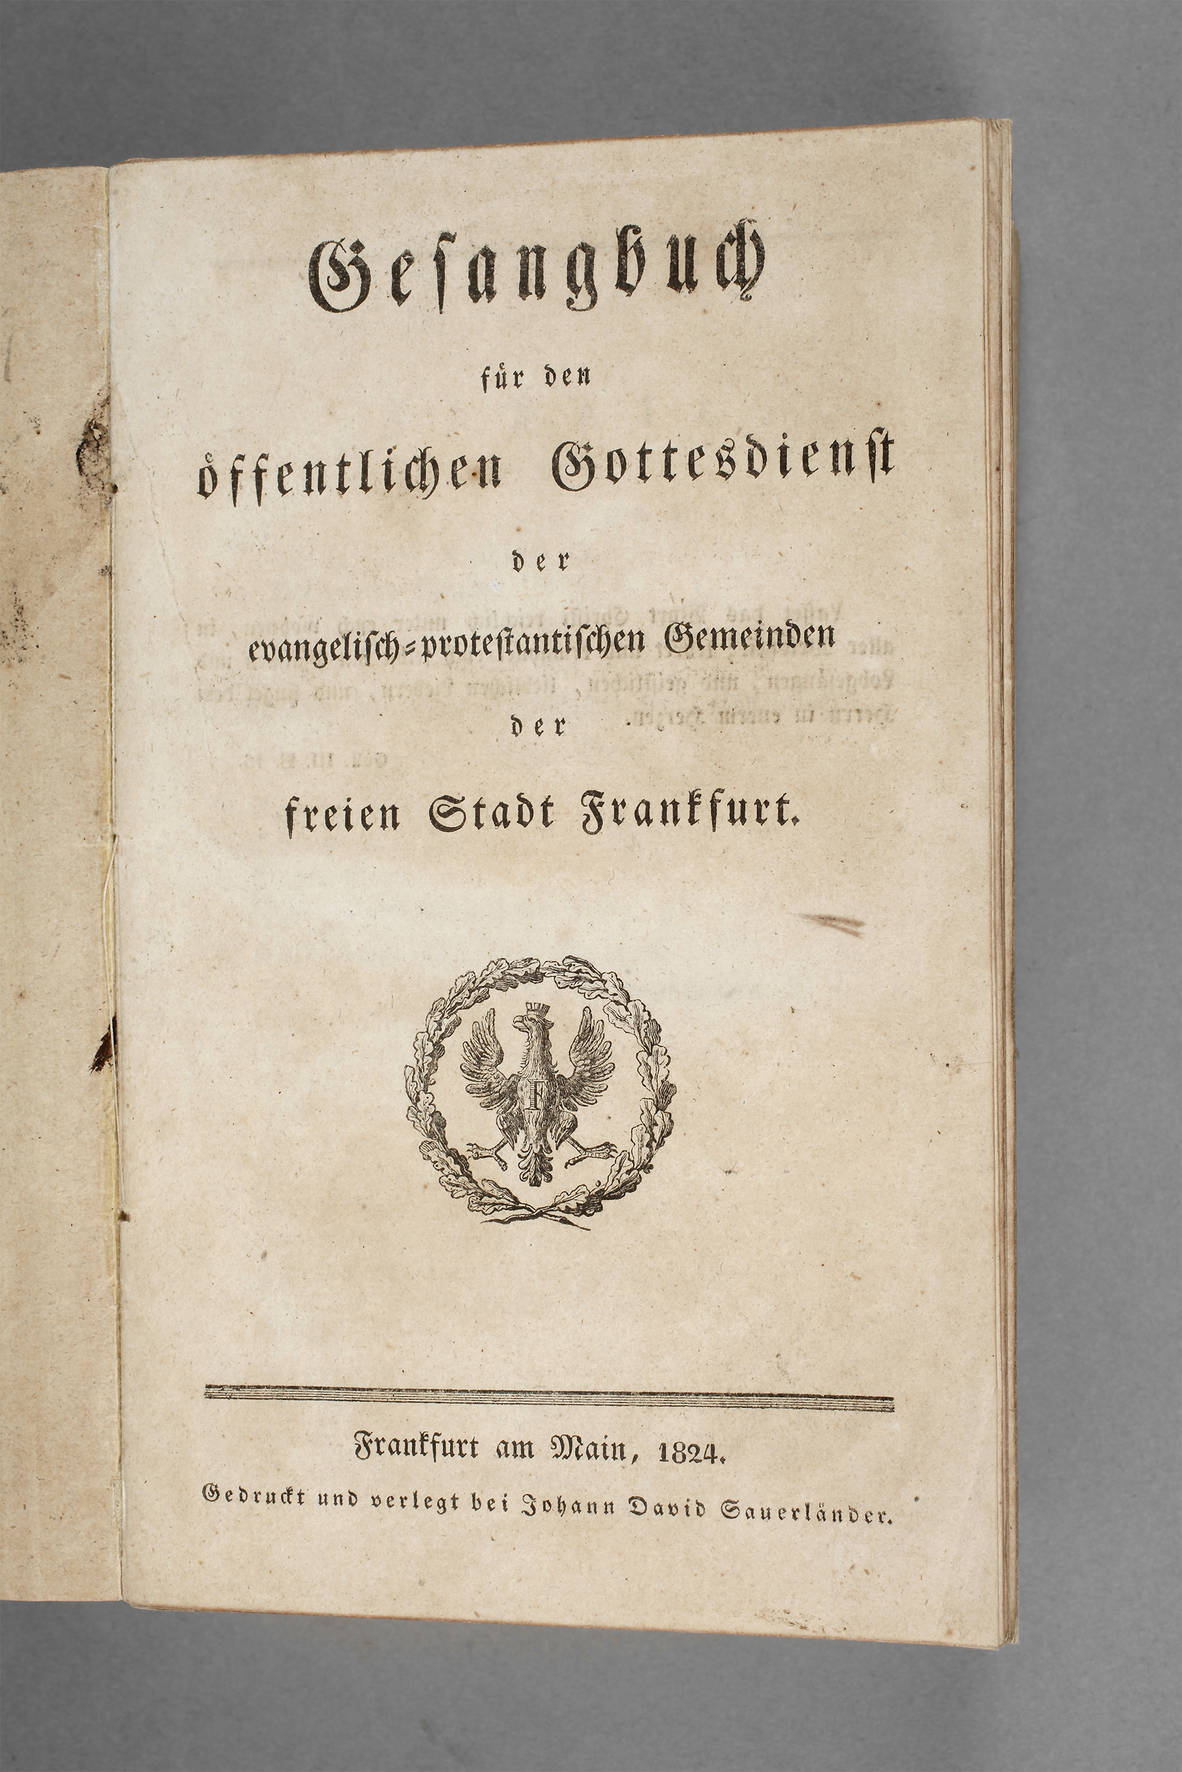 Gesangbuch
für den
öffentlichen Gottesdienst
der
evangelisch=protestantischen Gemeinden
der
freien Stadt Frankfurt.
F
Frankfurt am Main, 1824.
Gedruckt und verlegt bei Johann David Sauerländer.